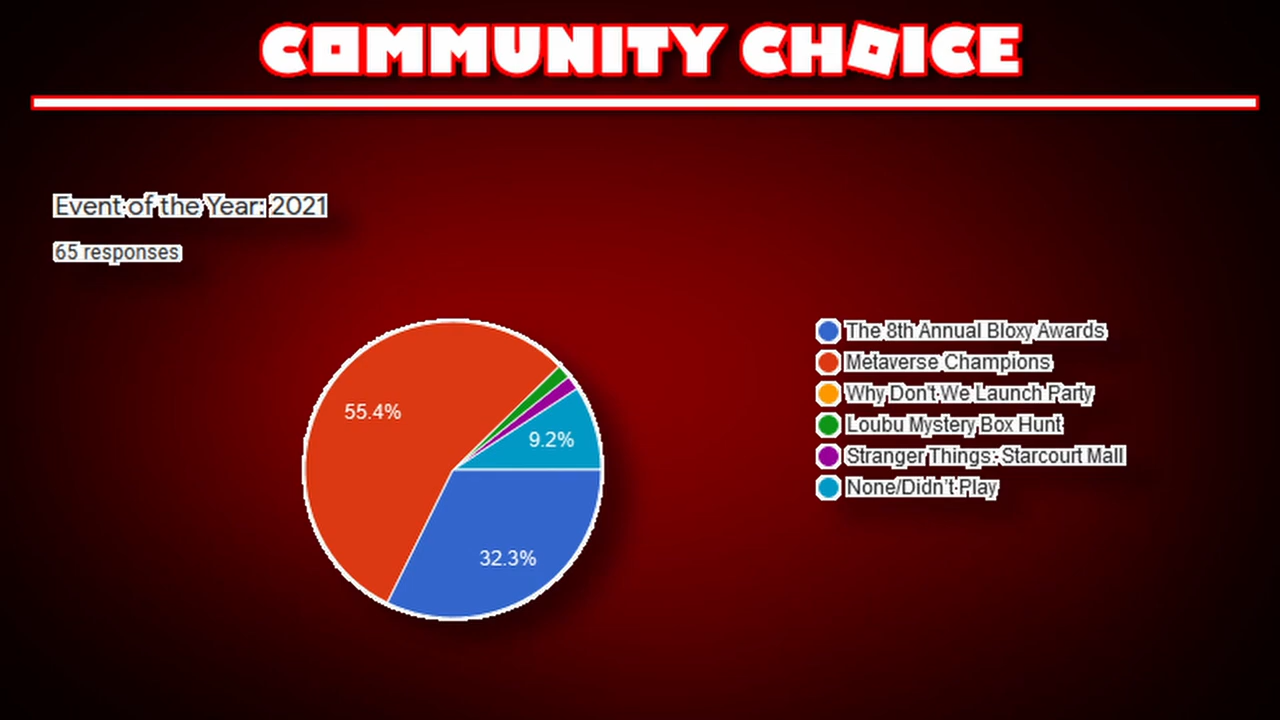 COMMUNITY CHOICE
Event of the Year: 2021
65 responses
55.4%
9.2%
32.3%
The 8th Annual Bloxy Awards
Metaverse Champions
Why Don't We Launch Party
Loubu Mystery Box Hunt
Stranger Things: Starcourt Mall
None/Didn't Play